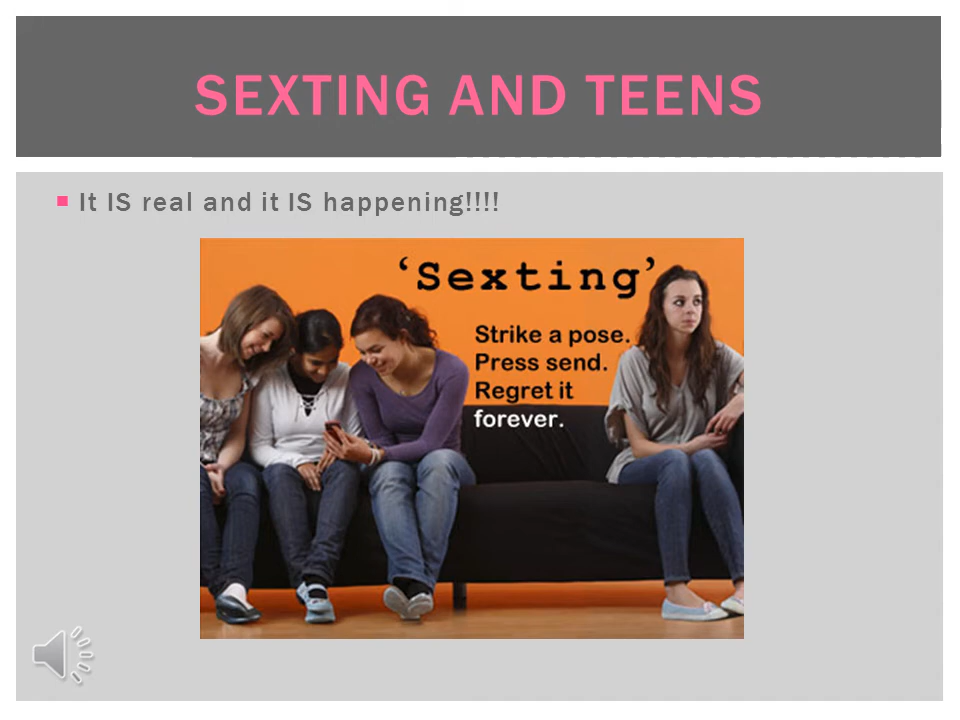 SEXTING AND TEENS
It IS real and it IS happening!!!!
‘Sexting’
Strike a pose.
Press send.
Regret it
forever.